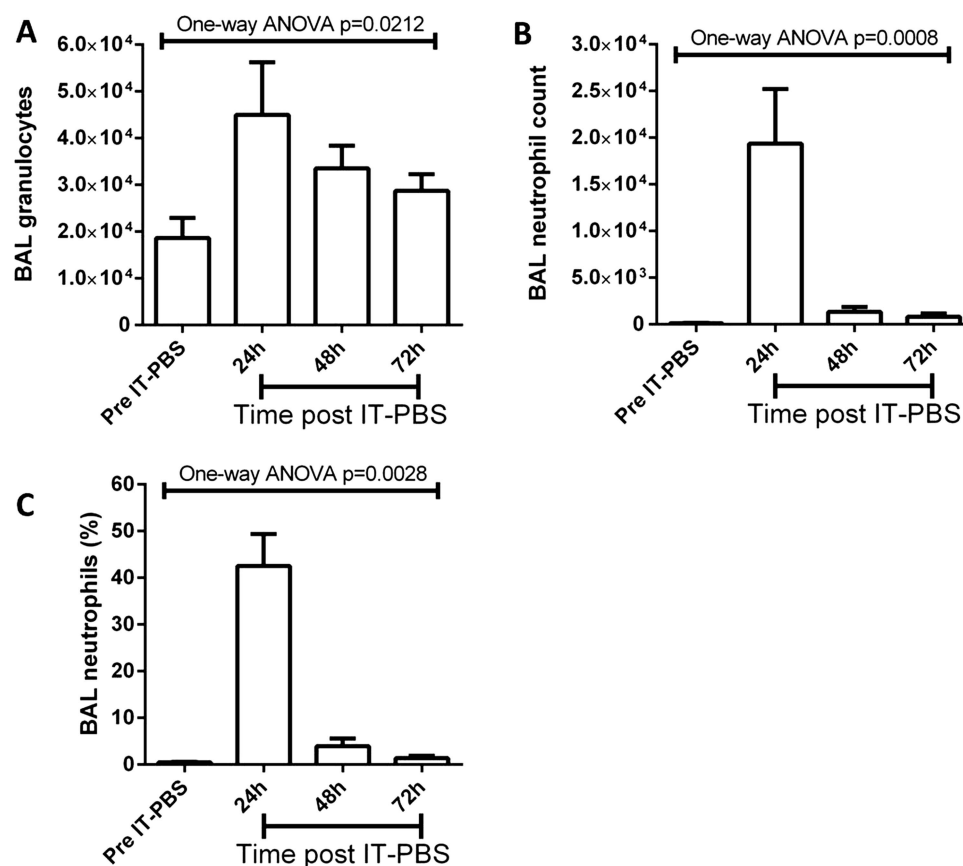 A
One-way ANOVA p=0.0212
BAL granulocytes
6.0×10⁴
5.0×10⁴
4.0×10⁴
3.0×10⁴
2.0×10⁴
1.0×10⁴
0
Pre IT-PBS
24h
48h
72h
Time post IT-PBS
B
One-way ANOVA p=0.0008
BAL neutrophil count
3.0×10⁴
2.5×10⁴
2.0×10⁴
1.5×10⁴
1.0×10⁴
5.0×10³
0
Pre IT-PBS
24h
48h
72h
Time post IT-PBS
C
One-way ANOVA p=0.0028
BAL neutrophils (%)
60
50
40
30
20
10
0
Pre IT-PBS
24h
48h
72h
Time post IT-PBS